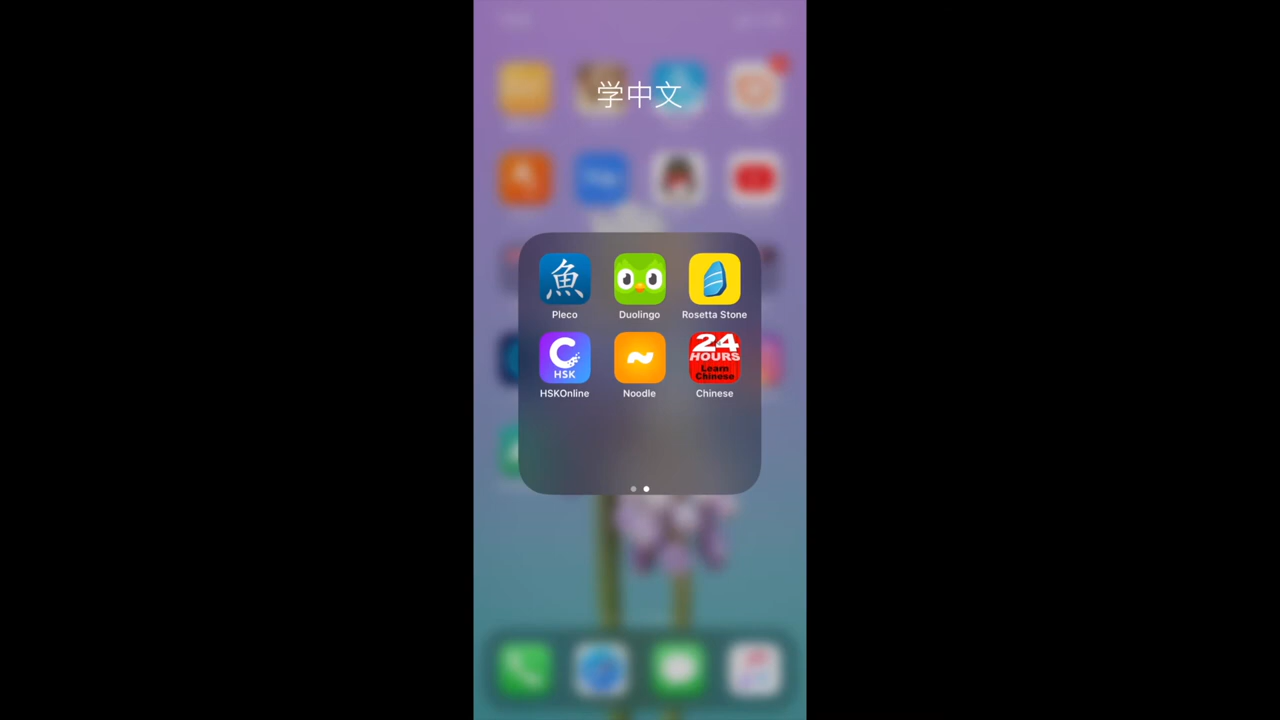 学中文
魚
Pleco
Duolingo
Rosetta Stone
HSK
24
HOURS
Learn
Chinese
HSKOnline
Noodle
Chinese